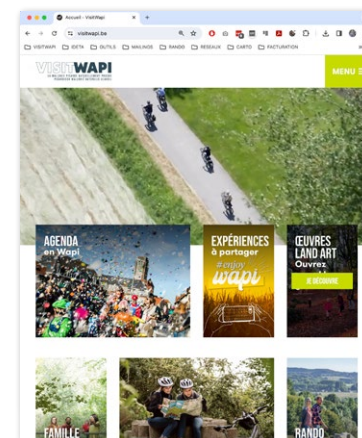 Accueil - VisitWapi
visitwapi.be
VISITWAPI
IDETA
OUTILS
MAILINGS
RANDO
RESEAUX
CARTO
FACTURATION
VISITWAPI
MENU
AGENDA
en Wapi
EXPÉRIENCES
à partager
#enjoy
wapi
ŒUVRES
LAND ART
Ouvrez
JE DÉCOUVRE
FAMILLE
RANDO